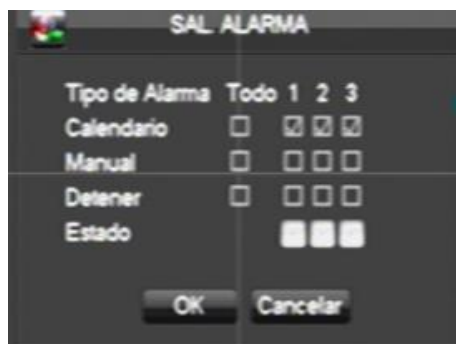 SAL. ALARMA
Tipo de Alarma Todo 1 2 3
Calendario
Manual
Detener
Estado
OK Cancelar